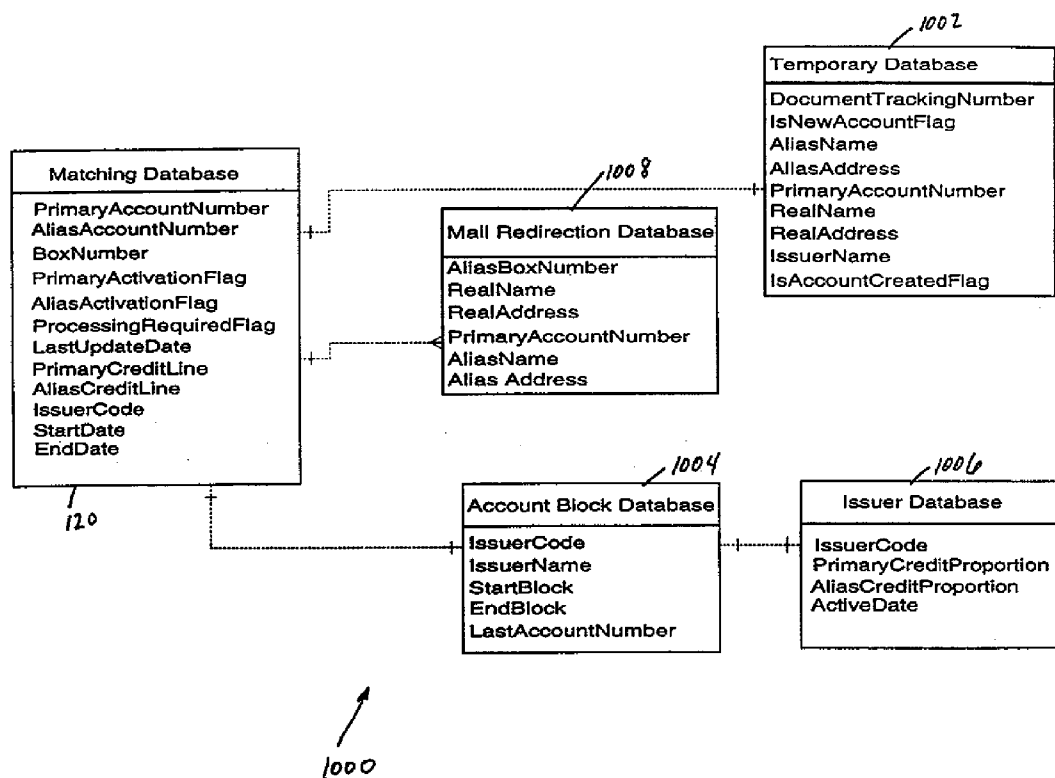 1002
Temporary Database
DocumentTrackingNumber
IsNewAccountFlag
AliasName
AliasAddress
PrimaryAccountNumber
RealName
RealAddress
IssuerName
IsAccountCreatedFlag
Matching Database
PrimaryAccountNumber
AliasAccountNumber
BoxNumber
PrimaryActivationFlag
AliasActivationFlag
ProcessingRequiredFlag
LastUpdateDate
PrimaryCreditLine
AliasCreditLine
IssuerCode
StartDate
EndDate
120
1008
Mail Redirection Database
AliasBoxNumber
RealName
RealAddress
PrimaryAccountNumber
AliasName
Alias Address
1004
Account Block Database
IssuerCode
IssuerName
StartBlock
EndBlock
LastAccountNumber
1006
Issuer Database
IssuerCode
PrimaryCreditProportion
AliasCreditProportion
ActiveDate
1000